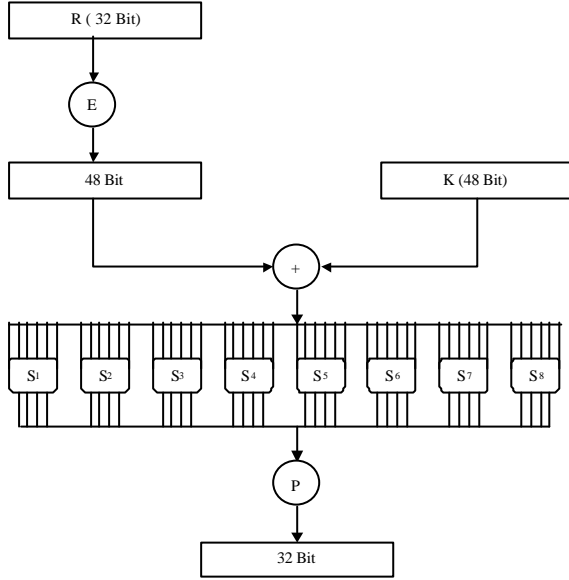 R ( 32 Bit)
E
48 Bit
K (48 Bit)
+
S1 S2 S3 S4 S5 S6 S7 S8
P
32 Bit